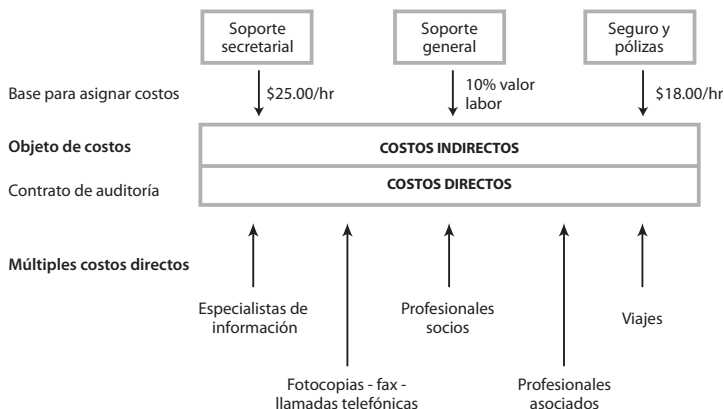 Soporte
secretarial
Soporte
general
Seguro y
pólizas
Base para asignar costos
$25.00/hr
10% valor
labor
$18.00/hr
Objeto de costos
COSTOS INDIRECTOS
Contrato de auditoría
COSTOS DIRECTOS
Múltiples costos directos
Especialistas de
información
Profesionales
socios
Viajes
Fotocopias - fax -
llamadas telefónicas
Profesionales
asociados